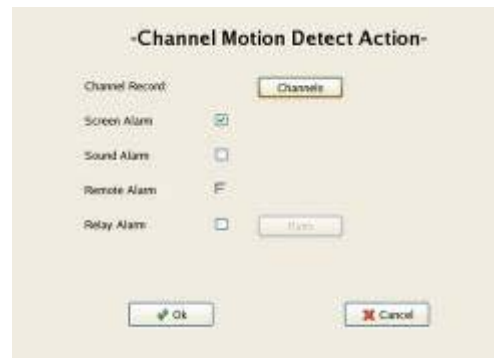 -Channel Motion Detect Action-
Channel Record Channels
Screen Alarm
Sound Alarm
Remote Alarm
Relay Alarm
Ok Cancel